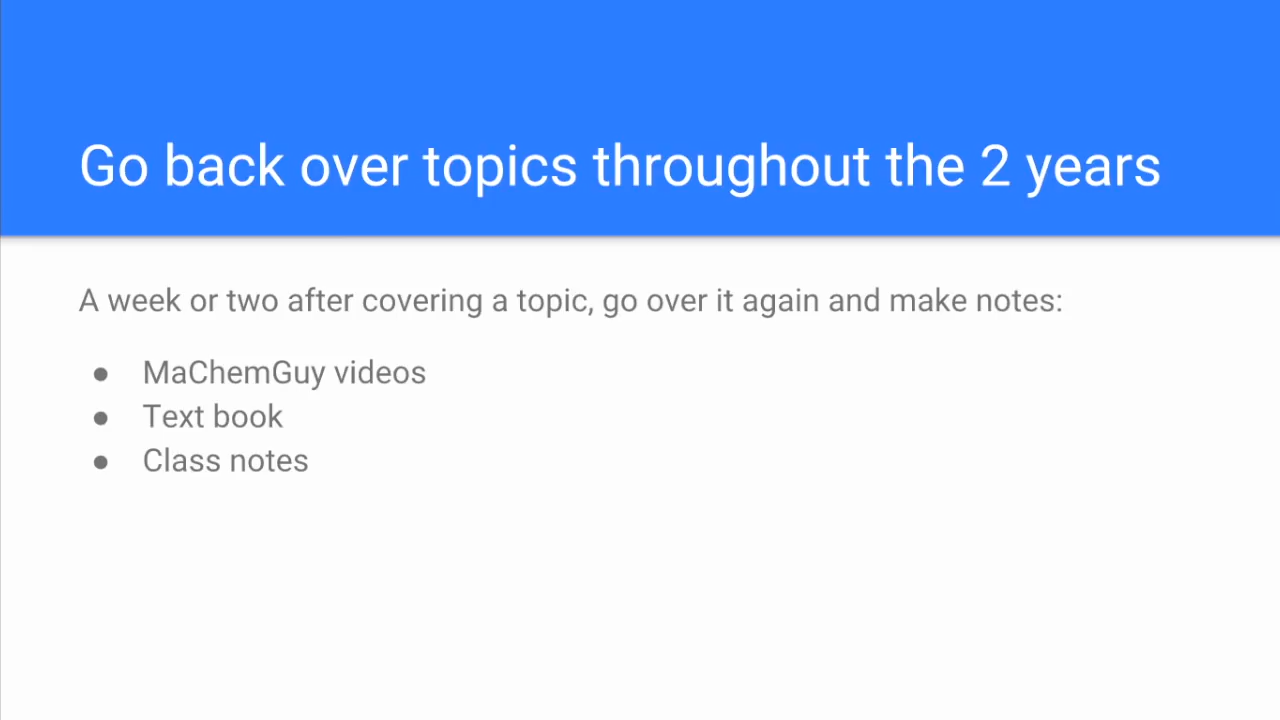 Go back over topics throughout the 2 years
A week or two after covering a topic, go over it again and make notes:
● MaChemGuy videos
● Text book
● Class notes